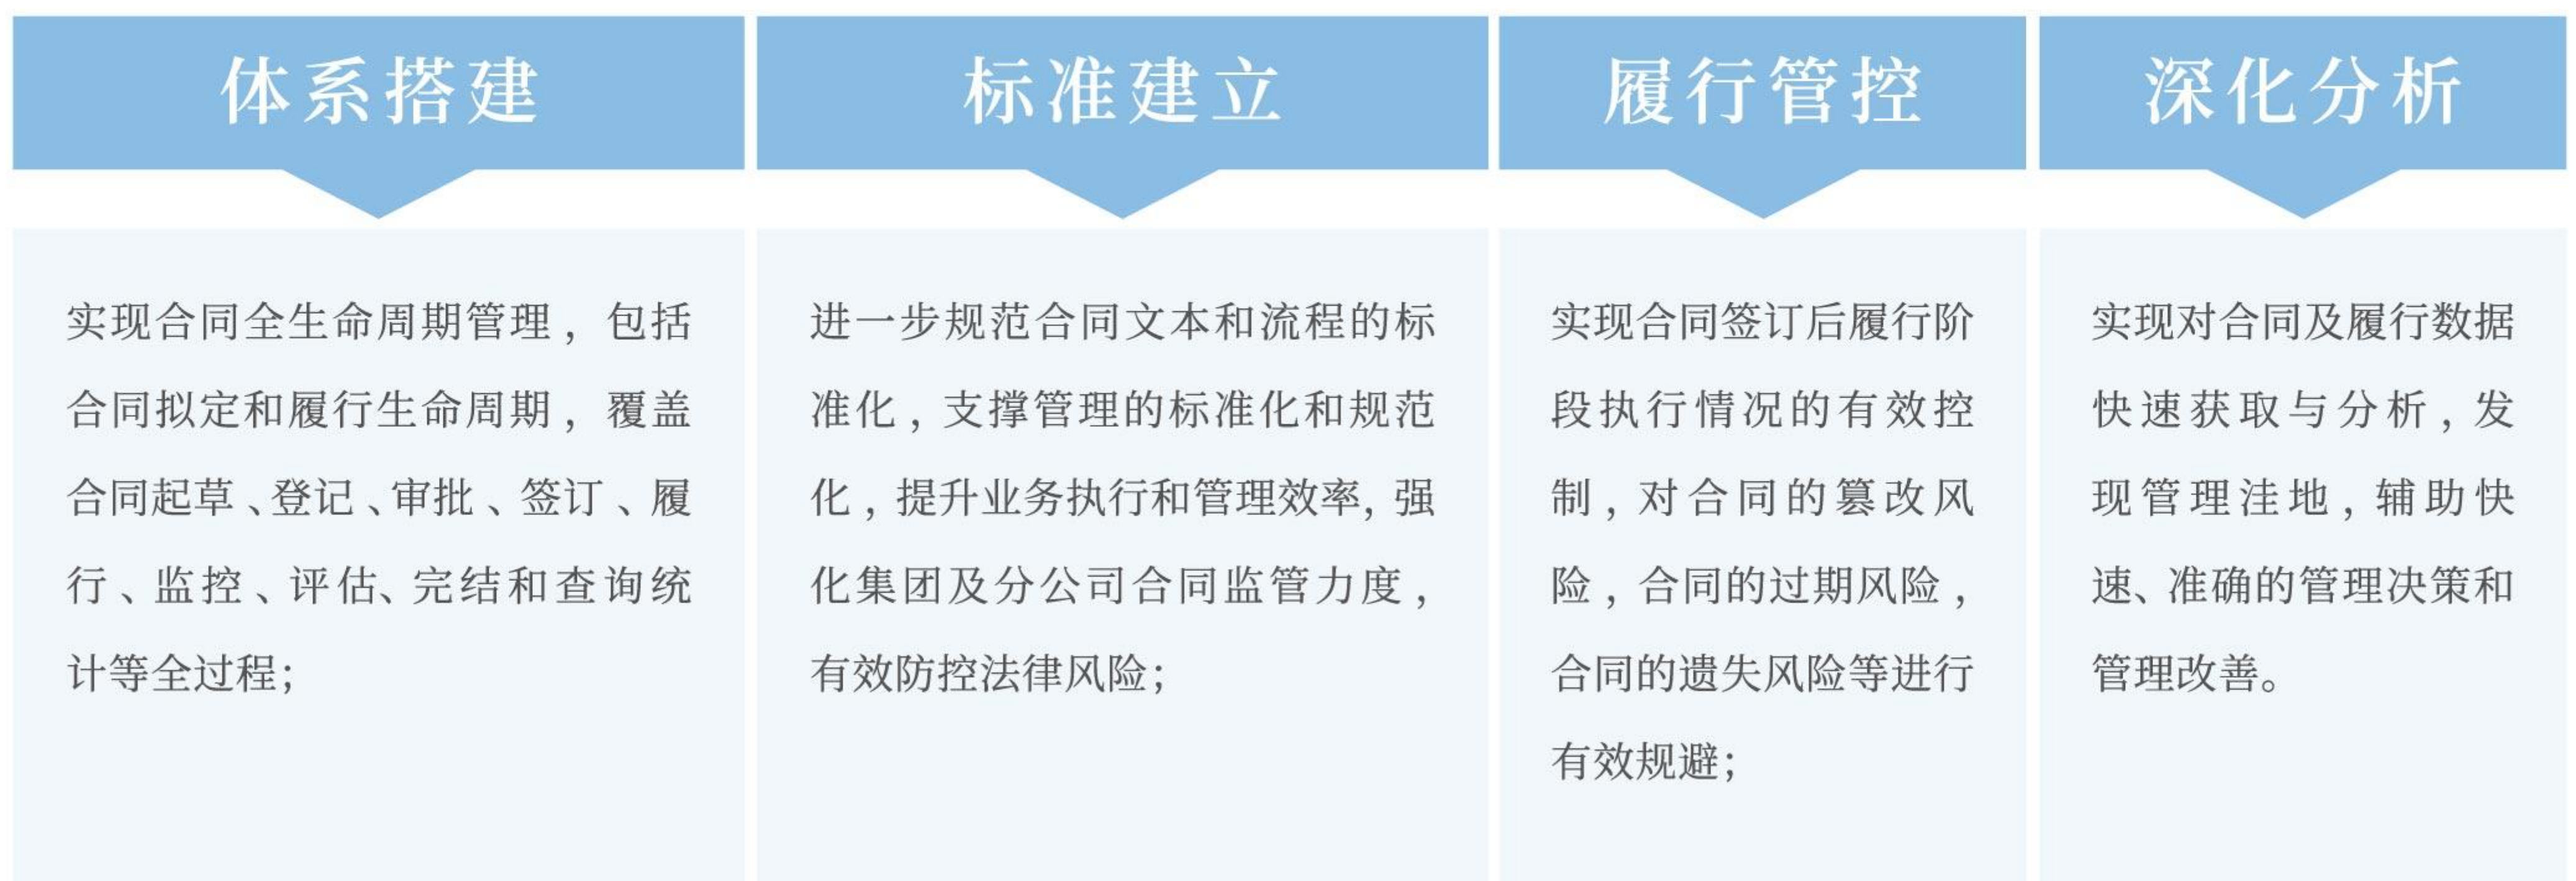 体系搭建
实现合同全生命周期管理，包括
合同拟定和履行生命周期，覆盖
合同起草、登记、审批、签订、履
行、监控、评估、完结和查询统
计等全过程；
标准建立
进一步规范合同文本和流程的标
准化，支撑管理的标准化和规范
化，提升业务执行和管理效率，强
化集团及分公司合同监管力度，
有效防控法律风险；
履行管控
实现合同签订后履行阶
段执行情况的有效控
制，对合同的篡改风
险，合同的过期风险，
合同的遗失风险等进行
有效规避；
深化分析
实现对合同及履行数据
快速获取与分析，发
现管理洼地，辅助快
速、准确的管理决策和
管理改善。